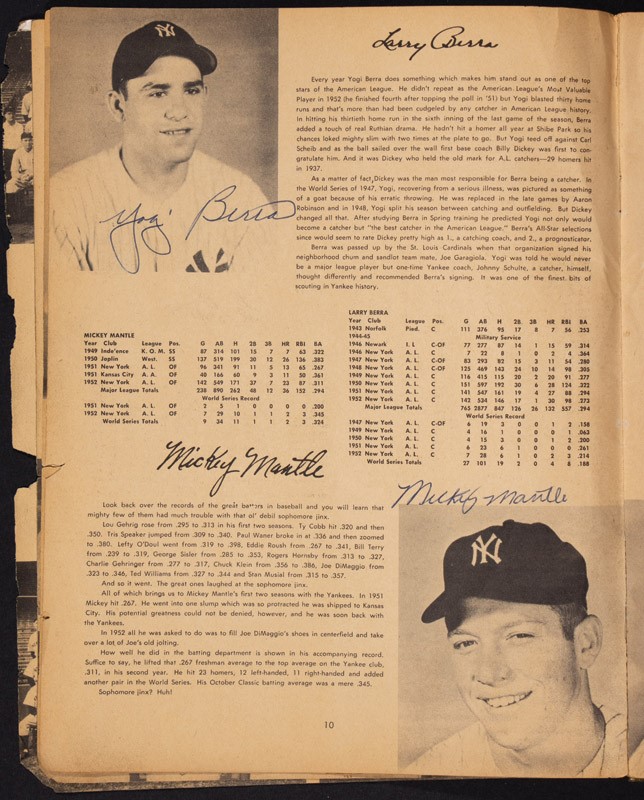 NY
Larry Berra
Yogi Berra
Every year Yogi Berra does something which makes him stand out as one of the top
stars of the American League. He didn't repeat as the American League's Most Valuable
Player in 1952 (he finished fourth after topping the poll in '51) but Yogi blasted thirty home
runs and that's more than had been cudgeled by any catcher in American League history.
In hitting his thirtieth home run in the sixth inning of the last game of the season, Berra
added a touch of real Ruthian drama. He hadn't hit a homer all year at Shibe Park so his
chances loked mighty slim with two times at the plate to go. But Yogi teed off against Carl
Scheib and as the ball sailed over the wall first base coach Billy Dickey was first to con-
gratulate him. And it was Dickey who held the old mark for A.L. catchers—29 homers hit
in 1937.
As a matter of fact, Dickey was the man most responsible for Berra being a catcher. In
the World Series of 1947, Yogi, recovering from a serious illness, was pictured as something
of a goat because of his erratic throwing. He was replaced in the late games by Aaron
Robinson and in 1948, Yogi split his season between catching and outfielding. But Dickey
changed all that. After studying Berra in Spring training he predicted Yogi not only would
become a catcher but "the best catcher in the American League." Berra's All-Star selections
since would seem to rate Dickey pretty high as 1., a catching coach, and 2., a prognosticator.
Berra was passed up by the St. Louis Cardinals when that organization signed his
neighborhood chum and sandlot team mate, Joe Garagiola. Yogi was told he would never
be a major league player but one-time Yankee coach, Johnny Schulte, a catcher, himself,
thought differently and recommended Berra's signing. It was one of the finest bits of
scouting in Yankee history.
MICKEY MANTLE
Year Club League Pos. G AB H 2B 3B HR RBI BA
1949 Inde'ence K. O. M. SS 87 314 101 15 7 7 63 .322
1950 Joplin West. SS 137 519 199 30 12 26 136 .383
1951 New York A. L. OF 96 341 91 11 5 13 65 .267
1951 Kansas City A. A. OF 40 166 60 9 3 11 50 .361
1952 New York A. L. OF 142 549 171 37 7 23 87 .311
Major League Totals 238 890 262 48 12 36 152 .294
World Series Record
1951 New York A. L. OF 2 5 1 0 0 0 0 .200
1952 New York A. L. OF 7 29 10 1 1 2 3 .345
World Series Totals 9 34 11 1 1 2 3 .324
LARRY BERRA
Year Club League Pos. G AB H 2B 3B HR RBI BA
1943 Norfolk Pied. C 111 376 95 17 8 7 56 .253
1944-45 Military Service
1946 Newark I. L C-OF 77 277 87 14 1 15 59 .314
1946 New York A. L. C 7 22 8 1 0 2 4 .364
1947 New York A. L. C-OF 83 293 82 15 3 11 54 .280
1948 New York A. L. C-OF 125 469 143 24 10 14 98 .305
1949 New York A. L. C 116 415 115 20 2 20 91 .277
1950 New York A. L. C 151 597 192 30 6 28 124 .322
1951 New York A. L. C 141 547 161 19 4 27 88 .294
1952 New York A. L. C 142 534 146 17 1 30 98 .273
Major League Totals 765 2877 847 126 26 132 557 .294
World Series Record
1947 New York A. L. C-OF 6 19 3 0 0 1 2 .158
1949 New York A. L. C 4 16 1 0 0 0 1 .063
1950 New York A. L. C 4 15 3 0 0 1 2 .200
1951 New York A. L. C 6 23 6 1 0 0 0 .261
1952 New York A. L. C 7 28 6 1 0 2 3 .214
World Series Totals 27 101 19 2 0 4 8 .188
Mickey Mantle
Mickey Mantle
Look back over the records of the great batters in baseball and you will learn that
mighty few of them had much trouble with that ol' debil sophomore jinx.
Lou Gehrig rose from .295 to .313 in his first two seasons. Ty Cobb hit .320 and then
.350. Tris Speaker jumped from .309 to .340. Paul Waner broke in at .336 and then zoomed
to .380. Lefty O'Doul went from .319 to .398, Eddie Roush from .267 to .341, Bill Terry
from .239 to .319, George Sisler from .285 to .353, Rogers Hornsby from .313 to .327,
Charlie Gehringer from .277 to .317, Chuck Klein from .356 to .386, Joe DiMaggio from
.323 to .346, Ted Williams from .327 to .344 and Stan Musial from .315 to .357.
And so it went. The great ones laughed at the sophomore jinx.
All of which brings us to Mickey Mantle's first two seasons with the Yankees. In 1951
Mickey hit .267. He went into one slump which was so protracted he was shipped to Kansas
City. His potential greatness could not be denied, however, and he was soon back with
the Yankees.
In 1952 all he was asked to do was to fill Joe DiMaggio's shoes in centerfield and take
over a lot of Joe's old jolting.
How well he did in the batting department is shown in his accompanying record.
Suffice to say, he lifted that .267 freshman average to the top average on the Yankee club,
.311, in his second year. He hit 23 homers, 12 left-handed, 11 right-handed and added
another pair in the World Series. His October Classic batting average was a mere .345.
Sophomore jinx? Huh!
NY
10